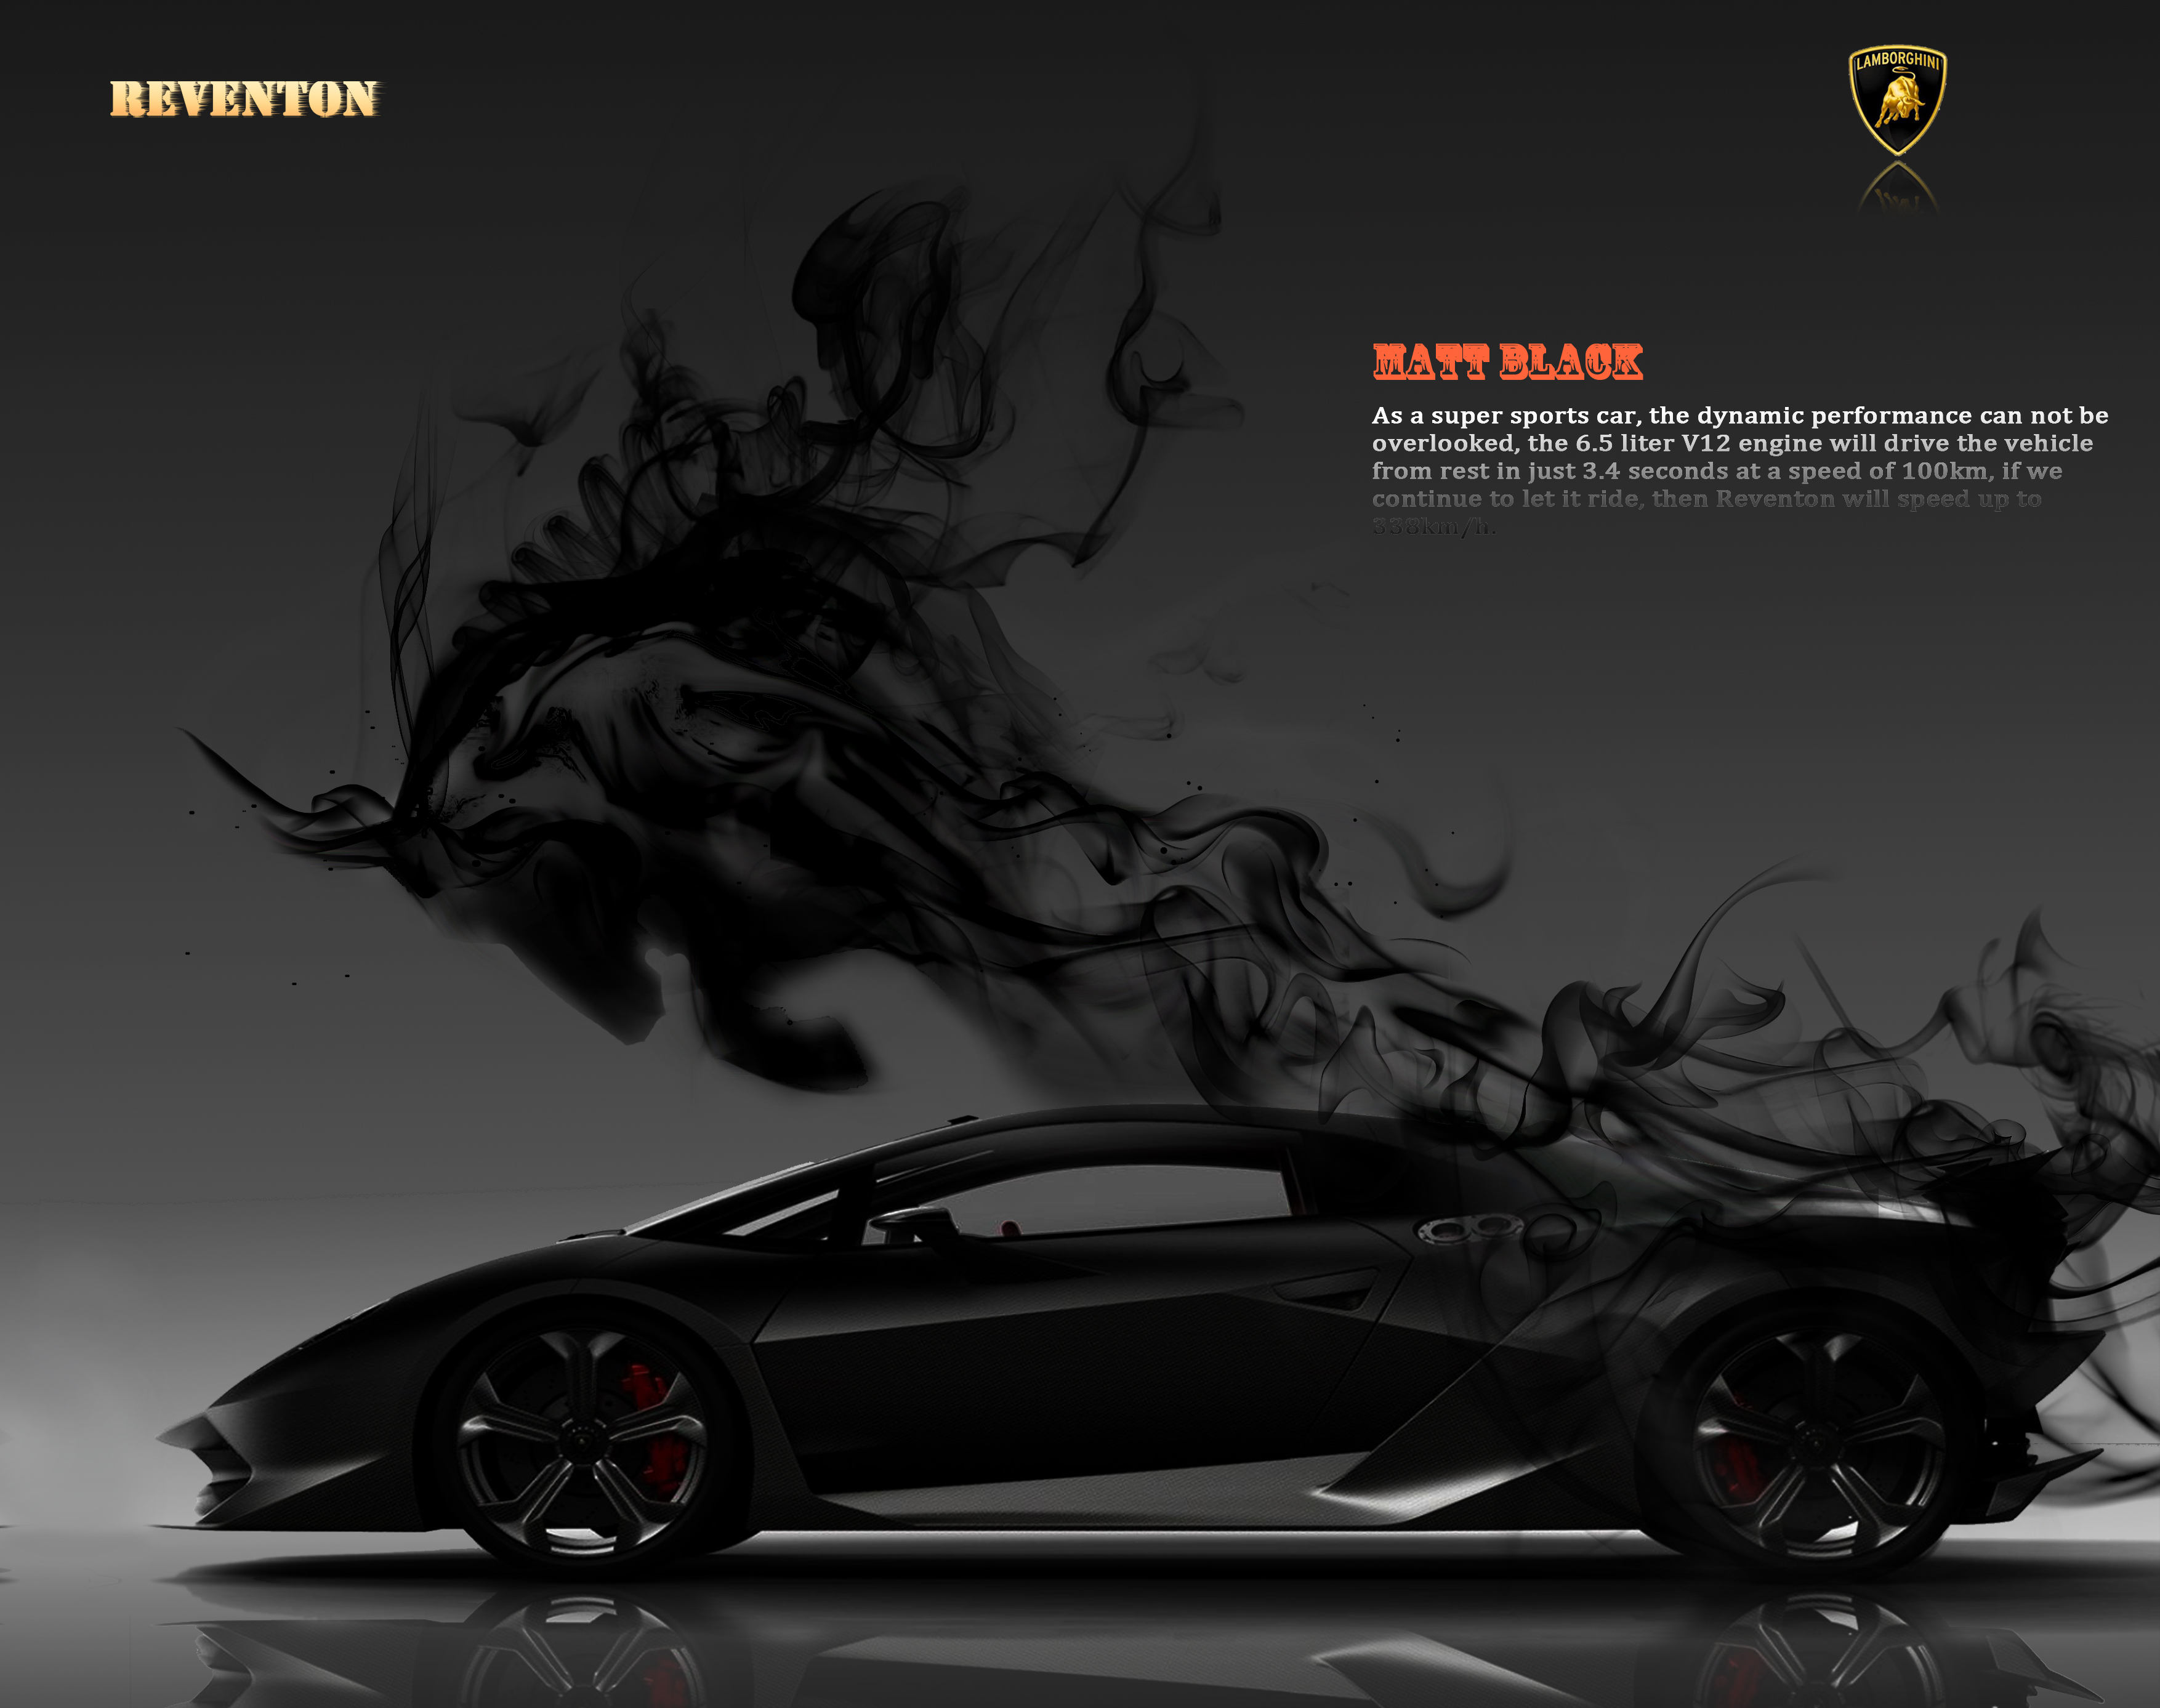 REVENTON
LAMBORGHINI
MATT BLACK
As a super sports car, the dynamic performance can not be
overlooked, the 6.5 liter V12 engine will drive the vehicle
from rest in just 3.4 seconds at a speed of 100km, if we
continue to let it ride, then Reventon will speed up to
338km/h.